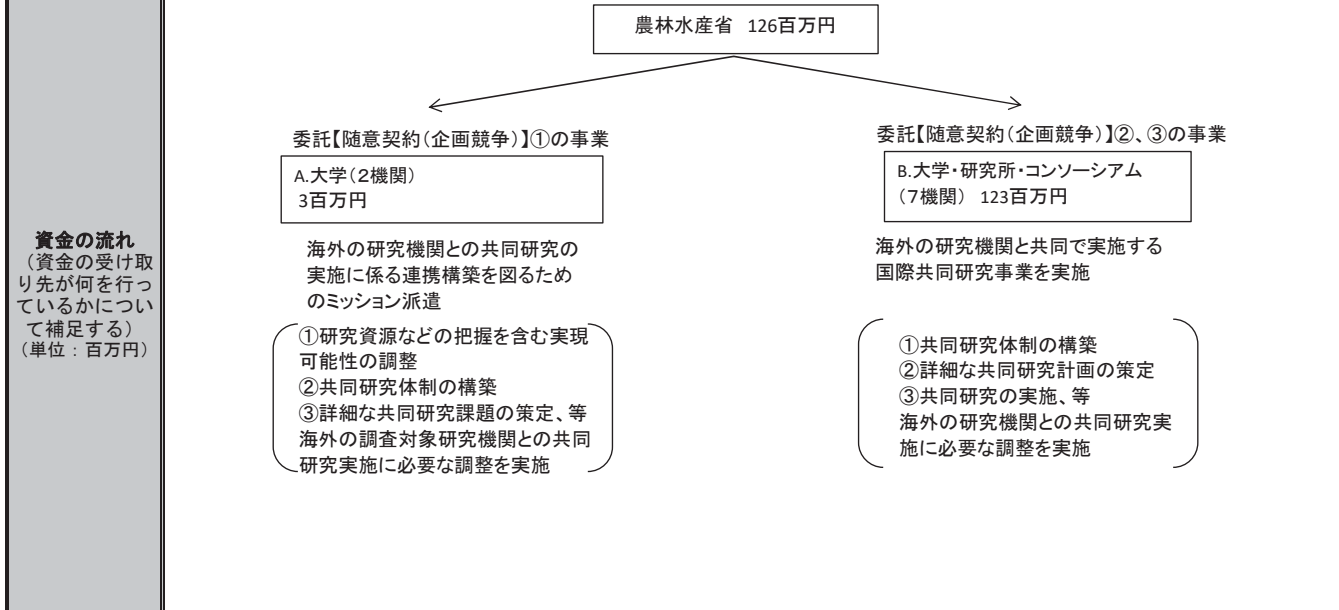 資金の流れ
(資金の受け取
り先が何を行っ
ているかについ
て補足する)
(単位:百万円)
農林水産省 126百万円
委託【随意契約(企画競争)】①の事業
A.大学(2機関)
3百万円
海外の研究機関との共同研究の
実施に係る連携構築を図るため
のミッション派遣
①研究資源などの把握を含む実現
可能性の調整
②共同研究体制の構築
③詳細な共同研究課題の策定、等
海外の調査対象研究機関との共同
研究実施に必要な調整を実施
委託【随意契約(企画競争)】②、③の事業
B.大学・研究所・コンソーシアム
(7機関) 123百万円
海外の研究機関と共同で実施する
国際共同研究事業を実施
①共同研究体制の構築
②詳細な共同研究計画の策定
③共同研究の実施、等
海外の研究機関との共同研究実
施に必要な調整を実施